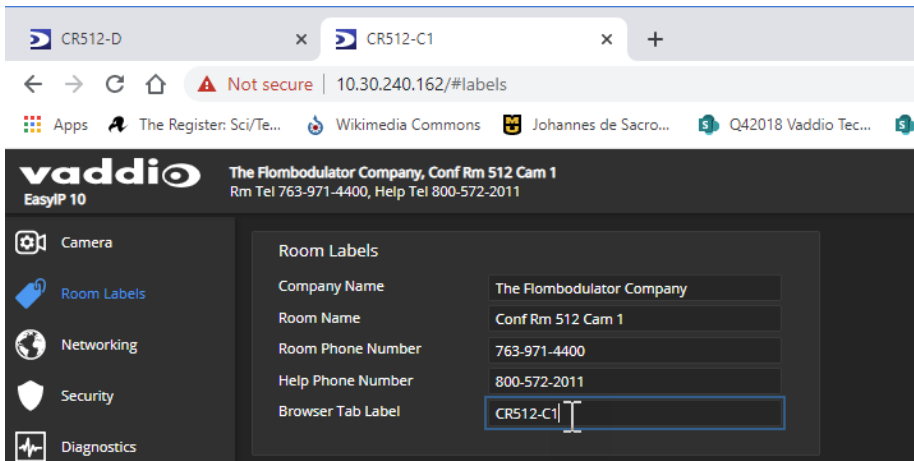 CR512-D
CR512-C1
Not secure 10.30.240.162/#labels
Apps The Register: Sci/Te... Wikimedia Commons Johannes de Sacro... Q42018 Vaddio Tec...
vaddio
EasyIP 10
The Flombodulator Company, Conf Rm 512 Cam 1
Rm Tel 763-971-4400, Help Tel 800-572-2011
Camera
Room Labels
Networking
Security
Diagnostics
Room Labels
Company Name The Flombodulator Company
Room Name Conf Rm 512 Cam 1
Room Phone Number 763-971-4400
Help Phone Number 800-572-2011
Browser Tab Label CR512-C1